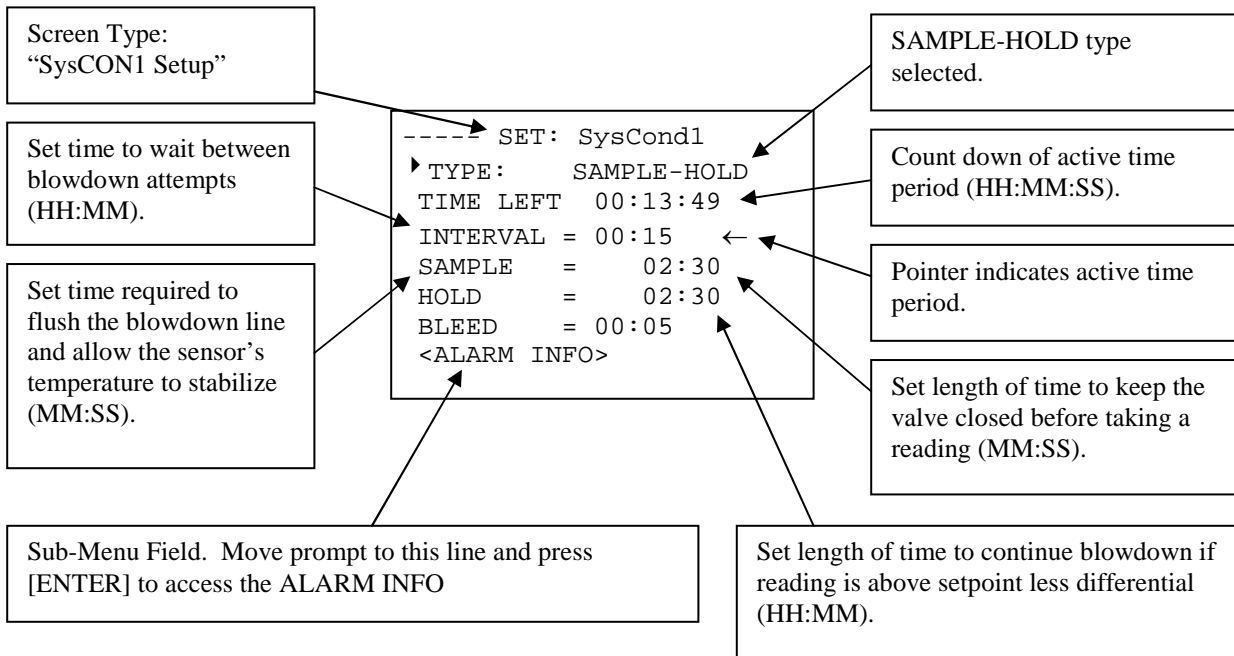 Screen Type:
“SysCON1 Setup”
Set time to wait between
blowdown attempts
(HH:MM).
Set time required to
flush the blowdown line
and allow the sensor’s
temperature to stabilize
(MM:SS).
----- SET: SysCond1
TYPE: SAMPLE-HOLD
TIME LEFT 00:13:49
INTERVAL = 00:15 ←
SAMPLE = 02:30
HOLD = 02:30
BLEED = 00:05
<ALARM INFO>
SAMPLE-HOLD type
selected.
Count down of active time
period (HH:MM:SS).
Pointer indicates active time
period.
Set length of time to keep the
valve closed before taking a
reading (MM:SS).
Sub-Menu Field. Move prompt to this line and press
[ENTER] to access the ALARM INFO
Set length of time to continue blowdown if
reading is above setpoint less differential
(HH:MM).